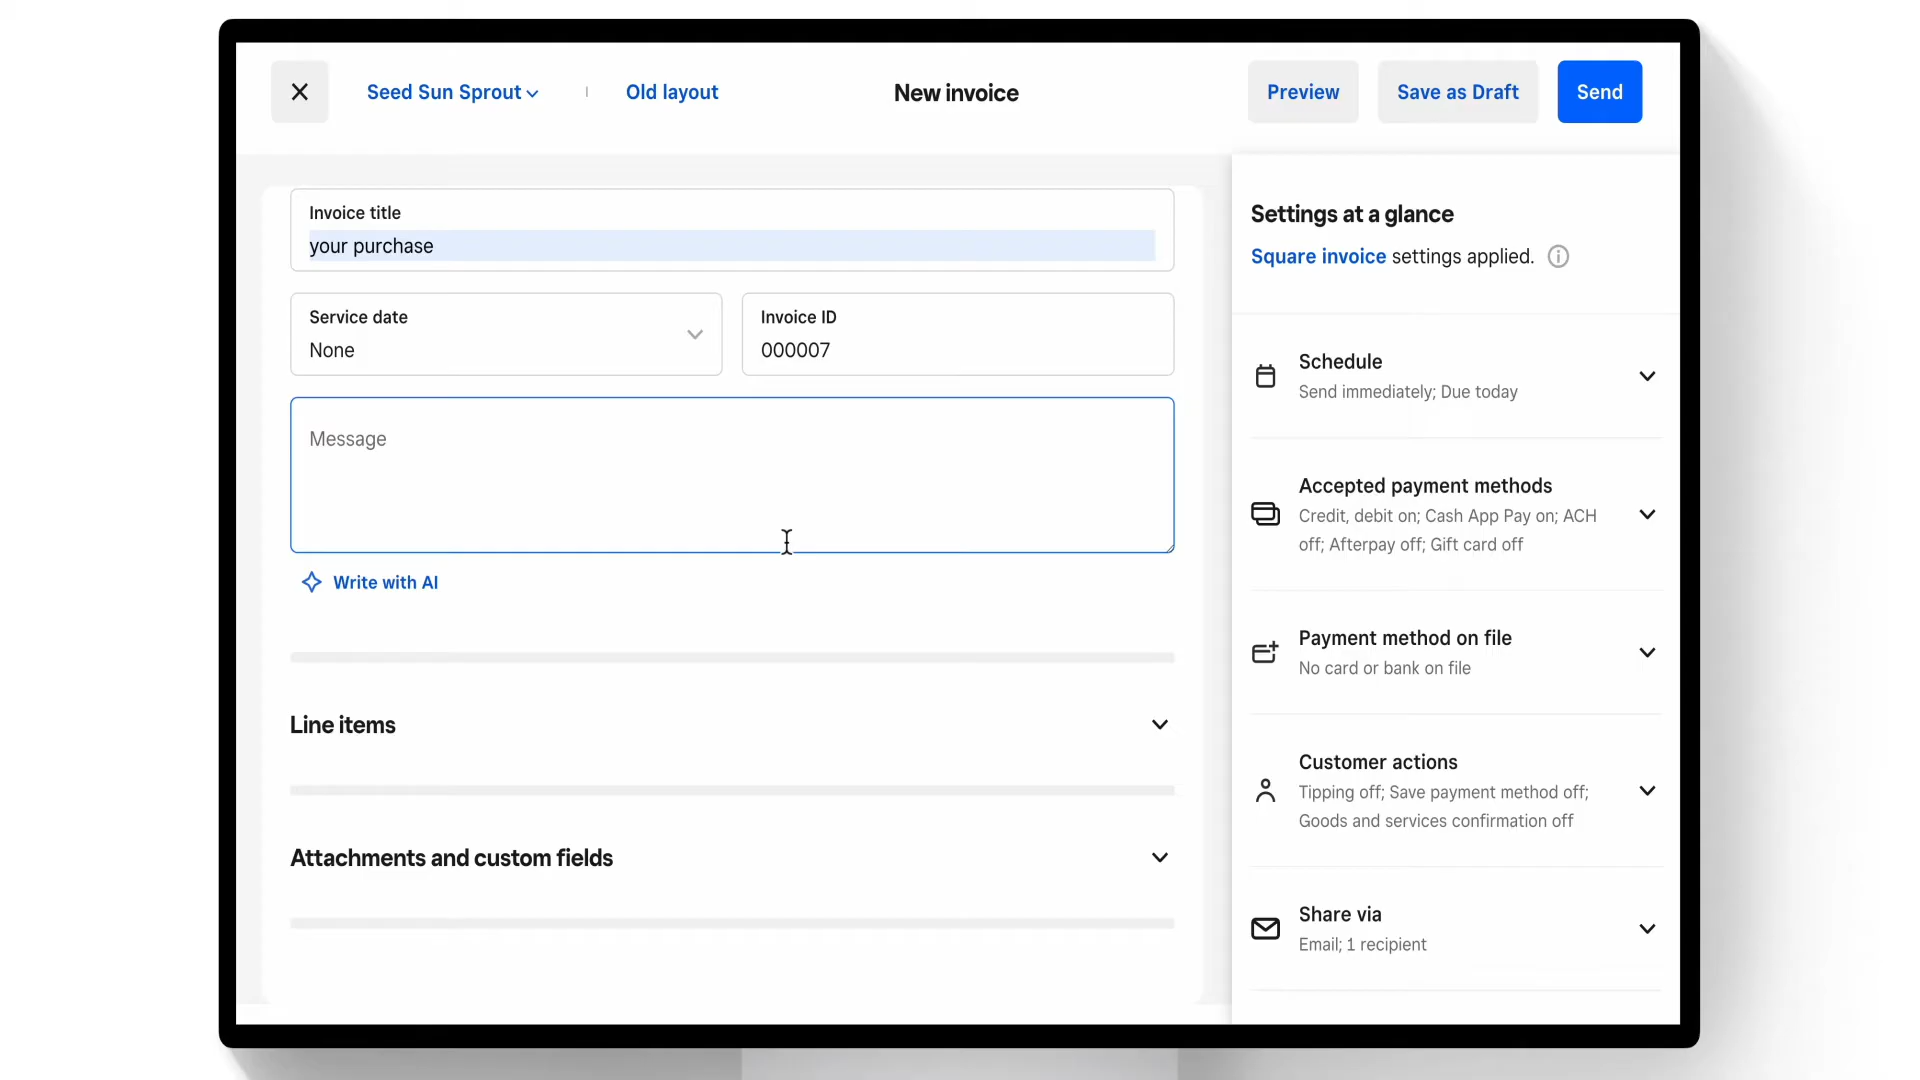 Seed Sun Sprout
Old layout
New invoice
Preview
Save as Draft
Send
Invoice title
your purchase
Service date
None
Invoice ID
000007
Message
Write with AI
Line items
Attachments and custom fields
Settings at a glance
Square invoice settings applied.
Schedule
Send immediately; Due today
Accepted payment methods
Credit, debit on; Cash App Pay on; ACH
off; Afterpay off; Gift card off
Payment method on file
No card or bank on file
Customer actions
Tipping off; Save payment method off;
Goods and services confirmation off
Share via
Email; 1 recipient